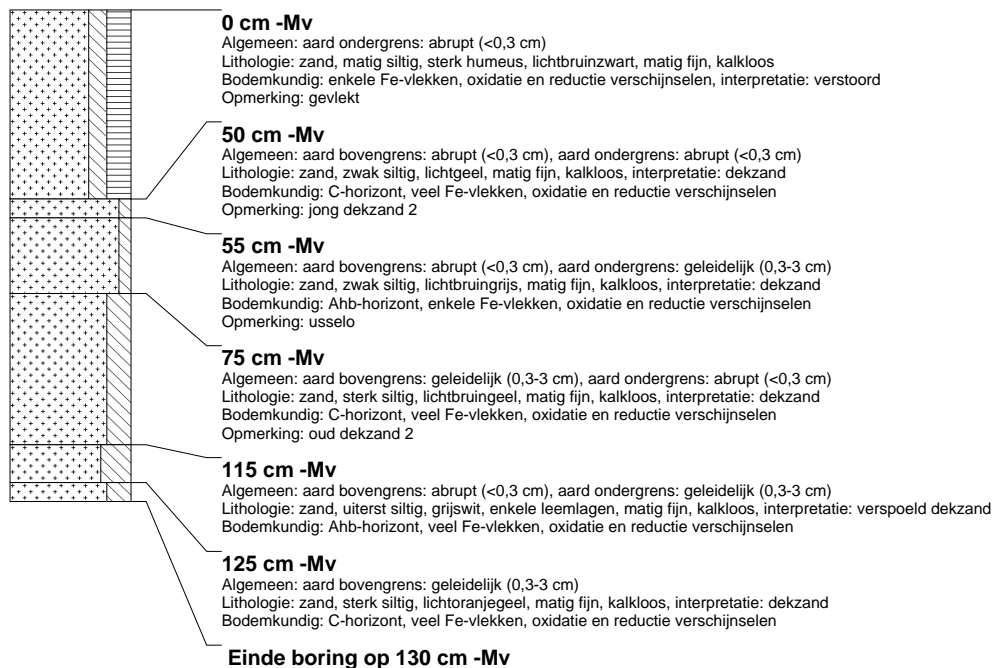 0 cm -Mv
Algemeen: aard ondergrens: abrupt (<0,3 cm)
Lithologie: zand, matig siltig, sterk humeus, lichtbruinzwart, matig fijn, kalkloos
Bodemkundig: enkele Fe-vlekken, oxidatie en reductie verschijnselen, interpretatie: verstoord
Opmerking: gevlekt
50 cm -Mv
Algemeen: aard bovengrens: abrupt (<0,3 cm), aard ondergrens: abrupt (<0,3 cm)
Lithologie: zand, zwak siltig, lichtgeel, matig fijn, kalkloos, interpretatie: dekzand
Bodemkundig: C-horizont, veel Fe-vlekken, oxidatie en reductie verschijnselen
Opmerking: jong dekzand 2
55 cm -Mv
Algemeen: aard bovengrens: abrupt (<0,3 cm), aard ondergrens: geleidelijk (0,3-3 cm)
Lithologie: zand, zwak siltig, lichtbruingrijs, matig fijn, kalkloos, interpretatie: dekzand
Bodemkundig: Ahb-horizont, enkele Fe-vlekken, oxidatie en reductie verschijnselen
Opmerking: usselo
75 cm -Mv
Algemeen: aard bovengrens: geleidelijk (0,3-3 cm), aard ondergrens: abrupt (<0,3 cm)
Lithologie: zand, sterk siltig, lichtbruingeel, matig fijn, kalkloos, interpretatie: dekzand
Bodemkundig: C-horizont, veel Fe-vlekken, oxidatie en reductie verschijnselen
Opmerking: oud dekzand 2
115 cm -Mv
Algemeen: aard bovengrens: abrupt (<0,3 cm), aard ondergrens: geleidelijk (0,3-3 cm)
Lithologie: zand, uiterst siltig, grijswit, enkele leemlagen, matig fijn, kalkloos, interpretatie: verspoeld dekzand
Bodemkundig: Ahb-horizont, veel Fe-vlekken, oxidatie en reductie verschijnselen
125 cm -Mv
Algemeen: aard bovengrens: geleidelijk (0,3-3 cm)
Lithologie: zand, sterk siltig, lichtoranjegeel, matig fijn, kalkloos, interpretatie: dekzand
Bodemkundig: C-horizont, veel Fe-vlekken, oxidatie en reductie verschijnselen
Einde boring op 130 cm -Mv